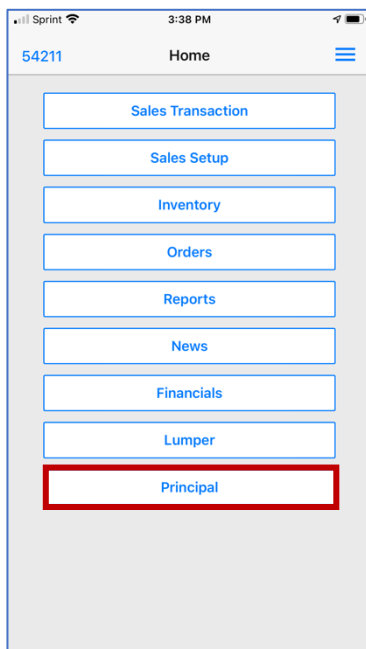 Sprint 3:38 PM
54211 Home
Sales Transaction
Sales Setup
Inventory
Orders
Reports
News
Financials
Lumper
Principal